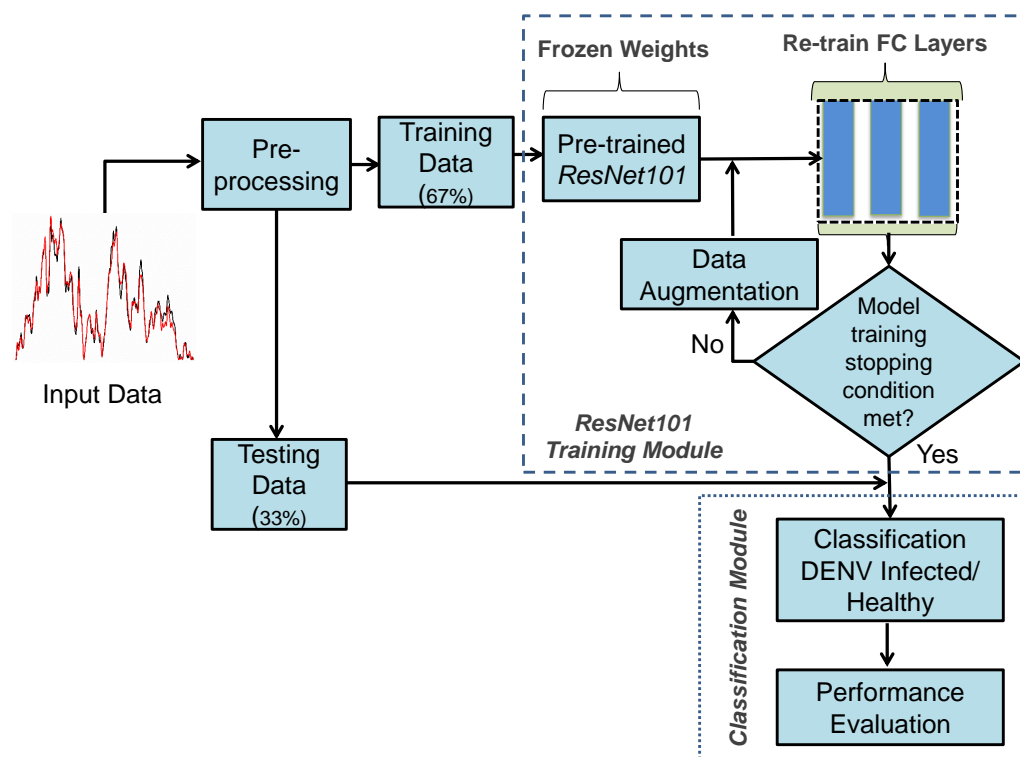 Frozen Weights
Re-train FC Layers
Pre-
processing
Training
Data
(67%)
Pre-trained
ResNet101
Data
Augmentation
Model
training
stopping
condition
met?
No
Yes
Input Data
ResNet101
Training Module
Testing
Data
(33%)
Classification Module
Classification
DENV Infected/
Healthy
Performance
Evaluation